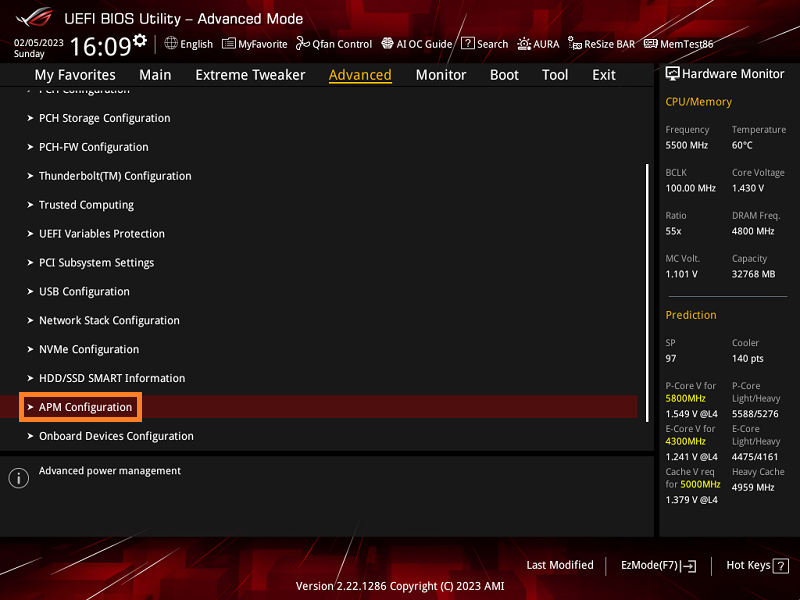 UEFI BIOS Utility – Advanced Mode
02/05/2023
Sunday
16:09
English
MyFavorite
Qfan Control
AI OC Guide
Search
AURA
ReSize BAR
MemTest86
My Favorites
Main
Extreme Tweaker
Advanced
Monitor
Boot
Tool
Exit
PCH Configuration
PCH Storage Configuration
PCH-FW Configuration
Thunderbolt(TM) Configuration
Trusted Computing
UEFI Variables Protection
PCI Subsystem Settings
USB Configuration
Network Stack Configuration
NVMe Configuration
HDD/SSD SMART Information
APM Configuration
Onboard Devices Configuration
Advanced power management
Hardware Monitor
CPU/Memory
Frequency Temperature
5500 MHz 60°C
BCLK Core Voltage
100.00 MHz 1.430 V
Ratio DRAM Freq.
55x 4800 MHz
MC Volt. Capacity
1.101 V 32768 MB
Prediction
SP Cooler
97 140 pts
P-Core V for P-Core
5800MHz Light/Heavy
1.549 V @L4 5588/5276
E-Core V for E-Core
4300MHz Light/Heavy
1.241 V @L4 4475/4161
Cache V req Heavy Cache
for 5000MHz 4959 MHz
1.379 V @L4
Last Modified
EzMode(F7)
Hot Keys ?
Version 2.22.1286 Copyright (C) 2023 AMI